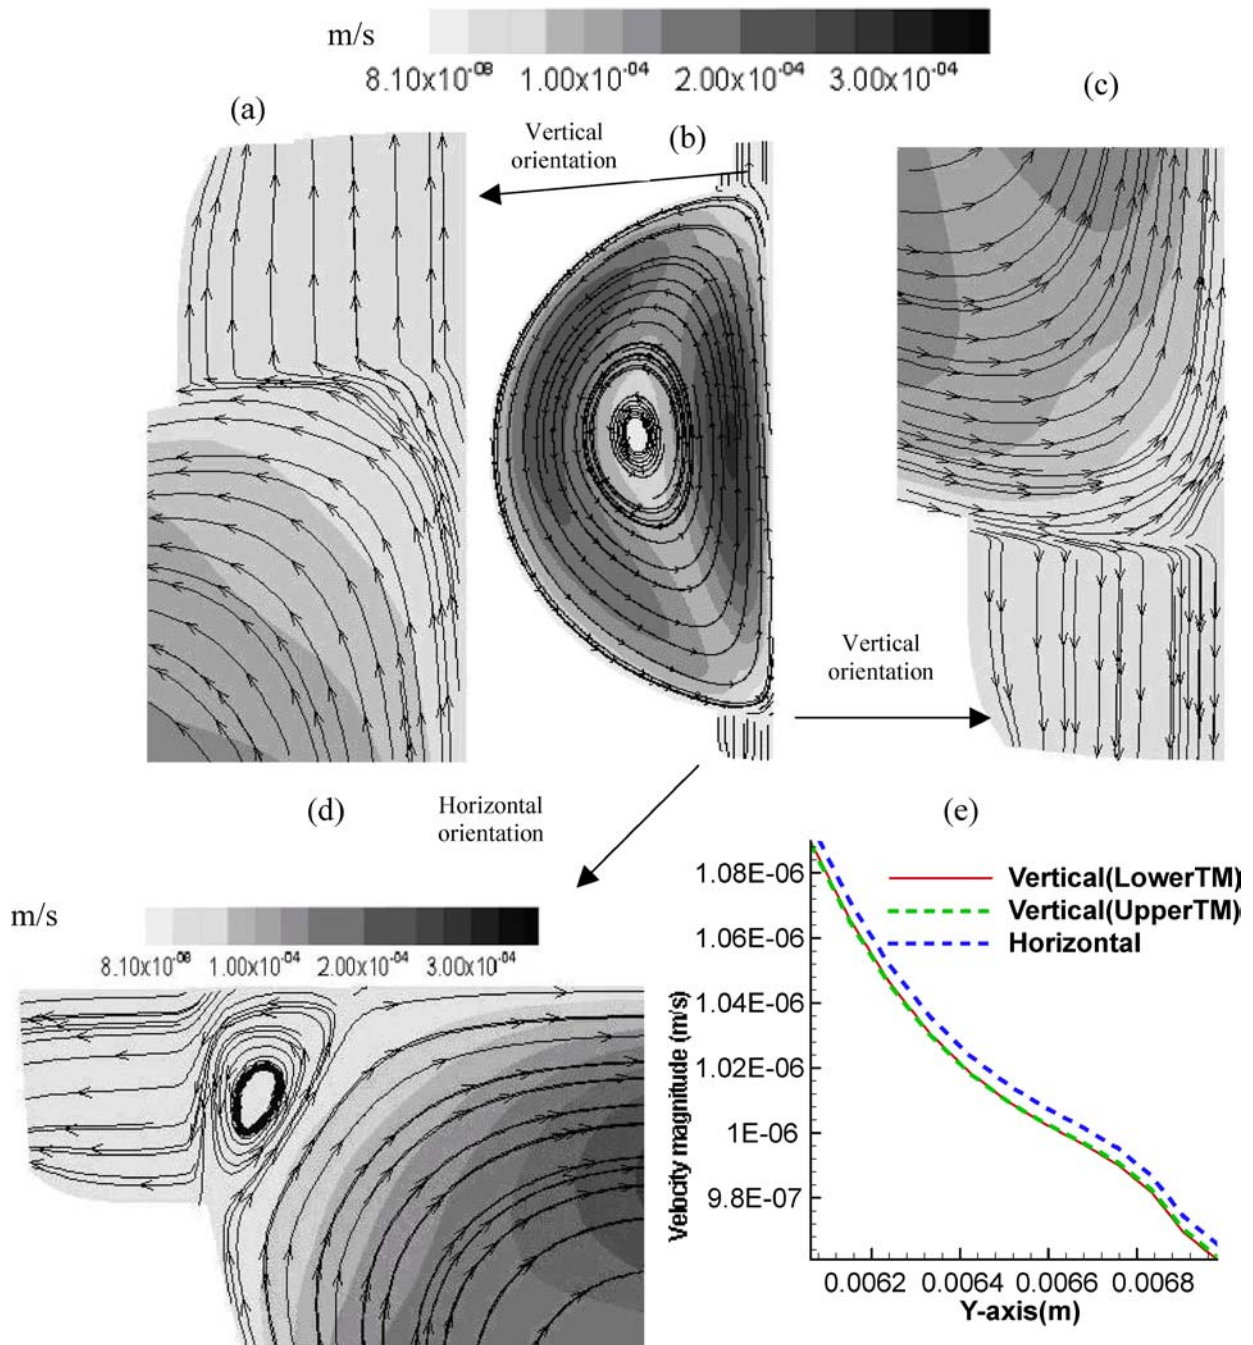 m/s
8.10x10-08 1.00x10-04 2.00x10-04 3.00x10-04
(a)
Vertical
orientation
(b)
(c)
Vertical
orientation
(d)
Horizontal
orientation
(e)
m/s
8.10x10-08 1.00x10-04 2.00x10-04 3.00x10-04
Vertical(LowerTM)
Vertical(UpperTM)
Horizontal
1.08E-06
1.06E-06
1.04E-06
1.02E-06
1E-06
9.8E-07
Velocity magnitude (m/s)
0.0062 0.0064 0.0066 0.0068
Y-axis(m)